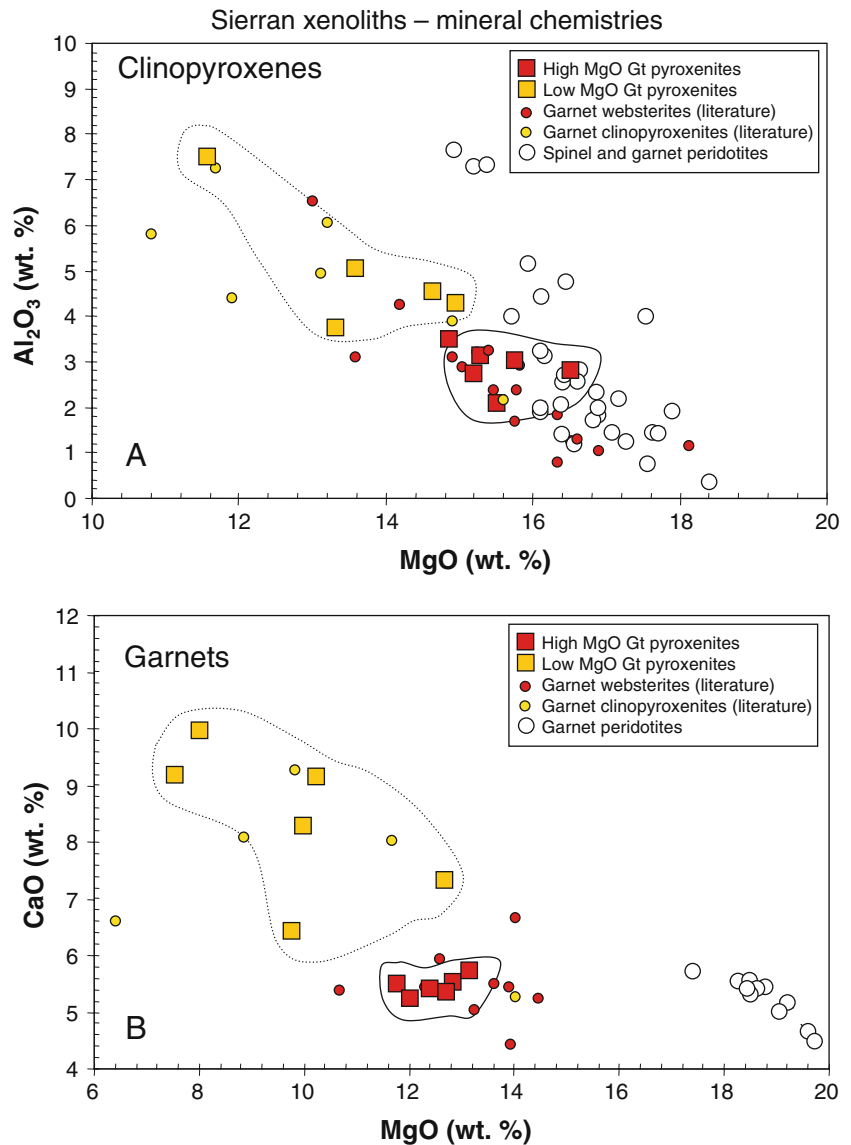 Sierran xenoliths – mineral chemistries
10
9
8
7
6
5
4
3
2
1
0
Al₂O₃ (wt. %)
Clinopyroxenes
High MgO Gt pyroxenites
Low MgO Gt pyroxenites
Garnet websterites (literature)
Garnet clinopyroxenites (literature)
Spinel and garnet peridotites
A
10 12 14 16 18 20
MgO (wt. %)
12
11
10
9
8
7
6
5
4
CaO (wt. %)
Garnets
High MgO Gt pyroxenites
Low MgO Gt pyroxenites
Garnet websterites (literature)
Garnet clinopyroxenites (literature)
Garnet peridotites
B
6 8 10 12 14 16 18 20
MgO (wt. %)